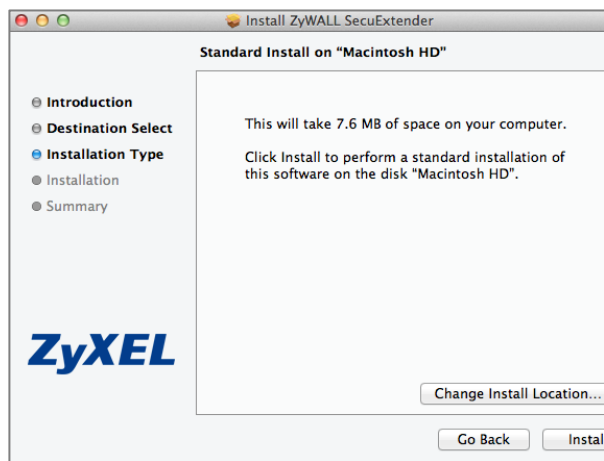 Install ZyWALL SecuExtender
Standard Install on “Macintosh HD”
Introduction
Destination Select
Installation Type
Installation
Summary
This will take 7.6 MB of space on your computer.
Click Install to perform a standard installation of
this software on the disk “Macintosh HD”.
ZyXEL
Change Install Location...
Go Back
Instal